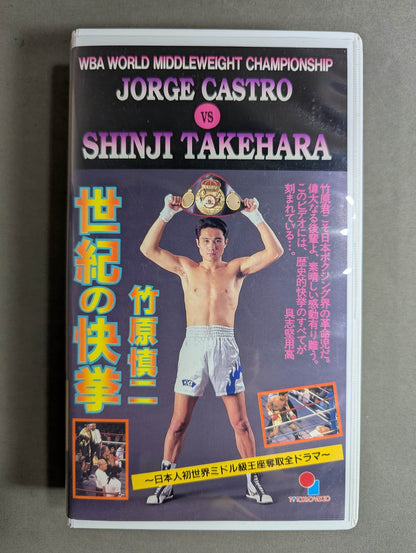 WBA WORLD MIDDLEWEIGHT CHAMPIONSHIP
JORGE CASTRO
VS
SHINJI TAKEHARA
竹原君こそ日本ボクシング界の革命児だ。
偉大なる後輩よ、素晴しい感動有り難う。
このビデオには、歴史的快挙のすべてが
刻まれている…。
具志堅用高
世紀の快挙
竹原慎二
〜日本人初世界ミドル級王座奪取全ドラマ〜